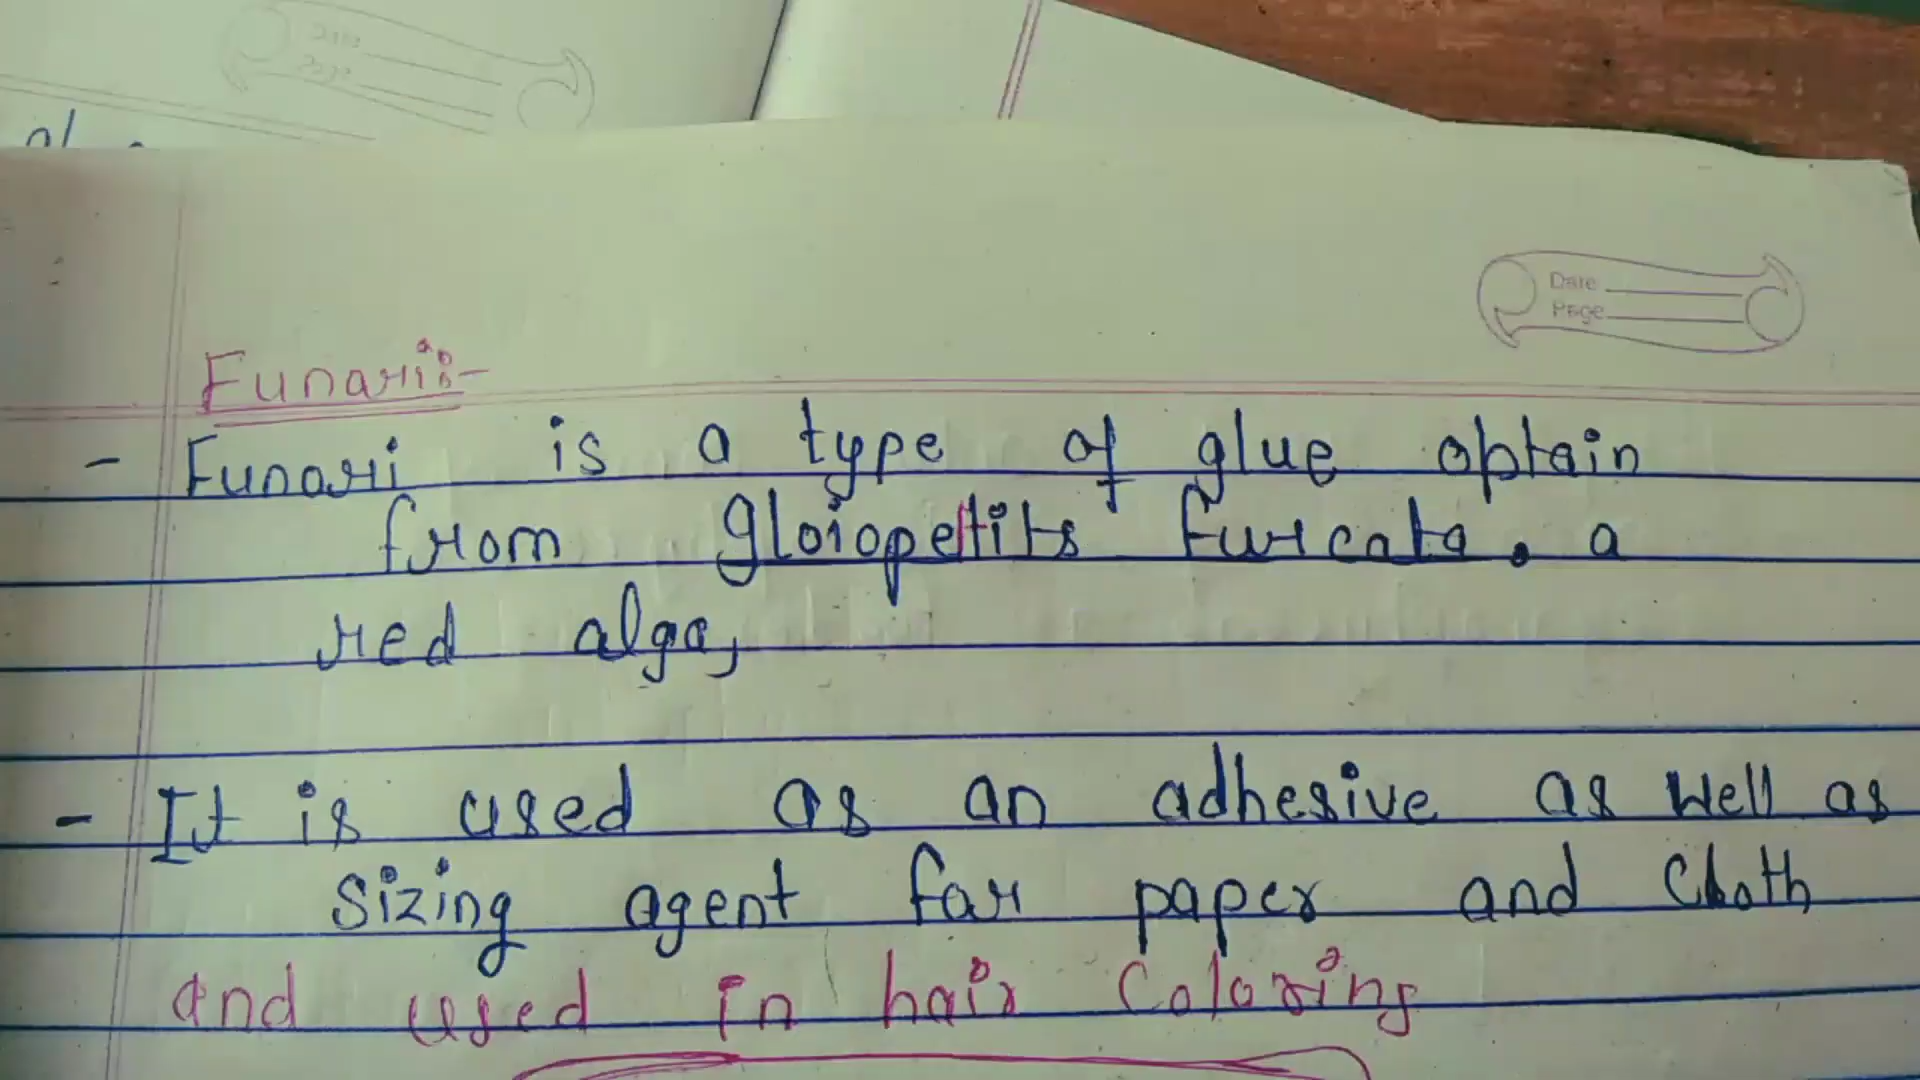 Date
Page
Funari:-
- Funari is a type of glue obtain
from gloiopeltits furcata. a
red alga,
- It is used as an adhesive as well as
sizing agent for paper and cloth
and used in hair coloring